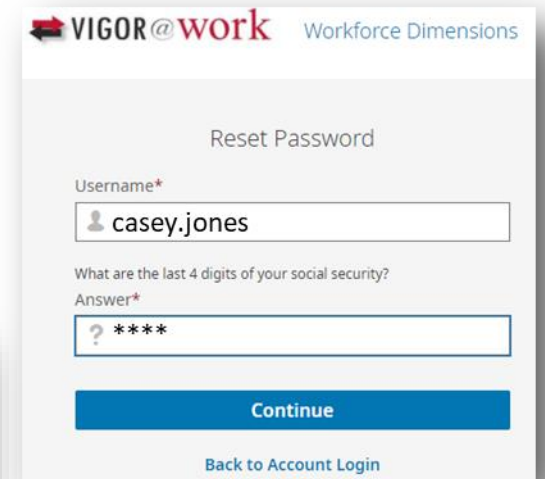 VIGOR@work Workforce Dimensions
Reset Password
Username*
casey.jones
What are the last 4 digits of your social security?
Answer*
? ****
Continue
Back to Account Login